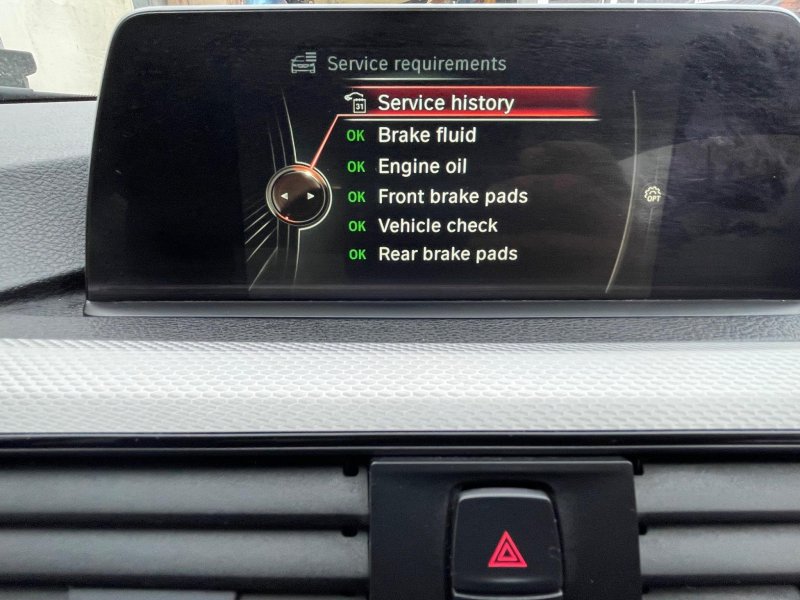 Service requirements
31 Service history
OK Brake fluid
OK Engine oil
OK Front brake pads
OK Vehicle check
OK Rear brake pads
OPT